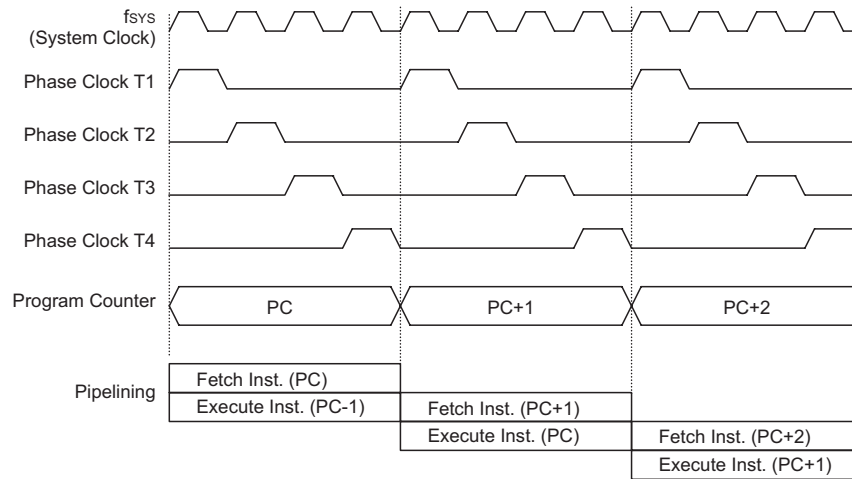 fSYS
(System Clock)
Phase Clock T1
Phase Clock T2
Phase Clock T3
Phase Clock T4
Program Counter
PC
PC+1
PC+2
Pipelining
Fetch Inst. (PC)
Execute Inst. (PC-1)
Fetch Inst. (PC+1)
Execute Inst. (PC)
Fetch Inst. (PC+2)
Execute Inst. (PC+1)